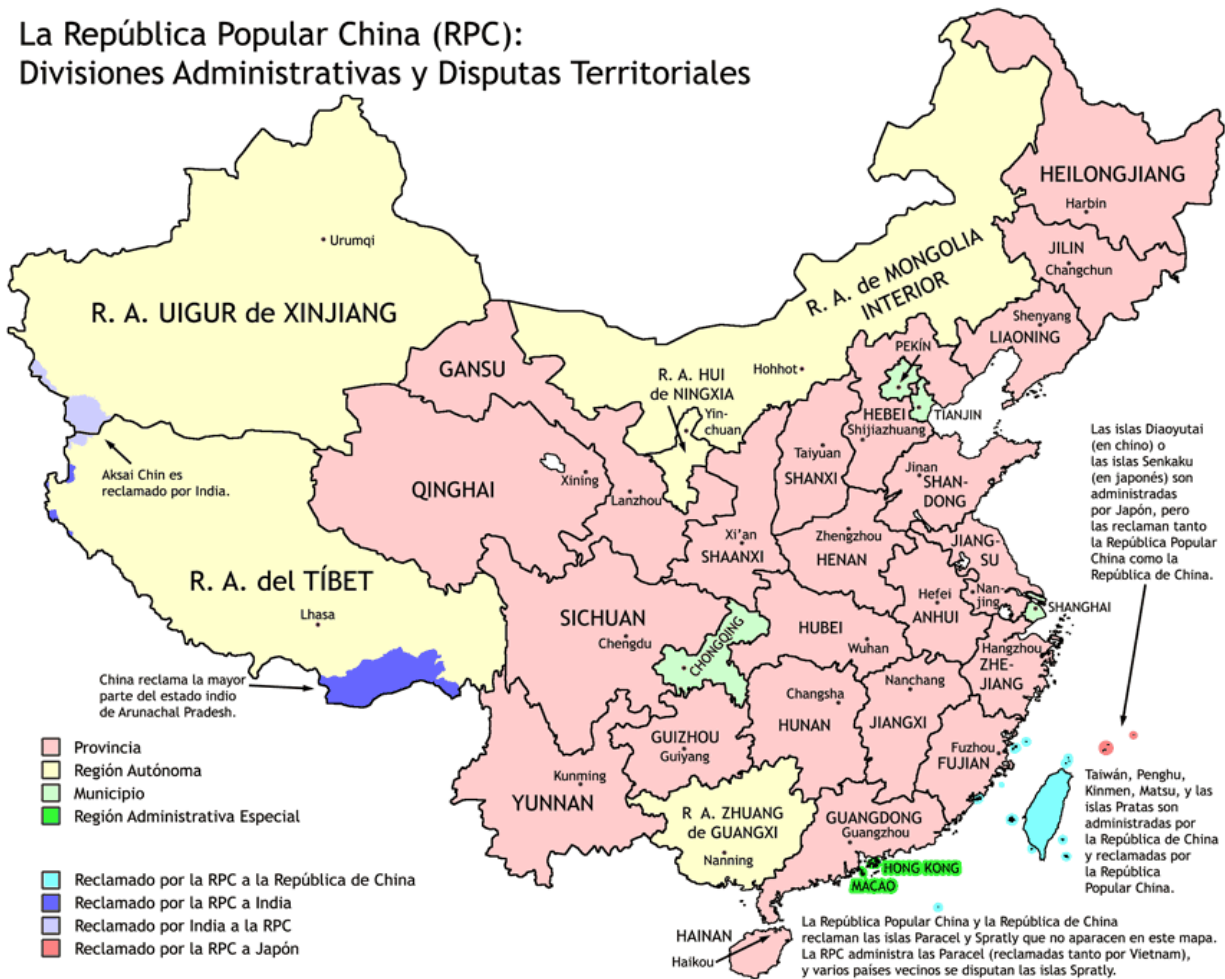 La República Popular China (RPC):
Divisiones Administrativas y Disputas Territoriales
HEILONGJIANG
Harbin
JILIN
Changchun
Urumqi
R. A. de MONGOLIA
INTERIOR
Shenyang
LIAONING
R. A. UIGUR de XINJIANG
PEKÍN
GANSU
R. A. HUI
de NINGXIA
Hohhot
Yin-
chuan
HEBEI
TIANJIN
Shijiazhuang
Las islas Diaoyutai
(en chino) o
las islas Senkaku
(en japonés) son
administradas
por Japón, pero
las reclaman tanto
la República Popular
China como la
República de China.
Aksai Chin es
reclamado por India.
Taiyuan
SHANXI
Jinan
SHAN-
DONG
QINGHAI
Xining
Lanzhou
Xi'an
SHAANXI
Zhengzhou
HENAN
JIANG-
SU
R. A. del TÍBET
Lhasa
Nan-
jing
Hefei
ANHUI
SHANGHAI
SICHUAN
Chengdu
CHONGQING
HUBEI
Wuhan
Hangzhou
ZHE-
JIANG
China reclama la mayor
parte del estado indio
de Arunachal Pradesh.
Changsha
HUNAN
Nanchang
JIANGXI
GUIZHOU
Guiyang
Fuzhou
FUJIAN
Kunming
YUNNAN
Taiwán, Penghu,
Kinmen, Matsu, y las
islas Pratas son
administradas por
la República de China
y reclamadas por
la República
Popular China.
R A. ZHUANG
de GUANGXI
Nanning
GUANGDONG
Guangzhou
HONG KONG
MACAO
HAINAN
Haikou
La República Popular China y la República de China
reclaman las islas Paracel y Spratly que no aparecen en este mapa.
La RPC administra las Paracel (reclamadas tanto por Vietnam),
y varios países vecinos se disputan las islas Spratly.
Provincia
Región Autónoma
Municipio
Región Administrativa Especial
Reclamado por la RPC a la República de China
Reclamado por la RPC a India
Reclamado por India a la RPC
Reclamado por la RPC a Japón